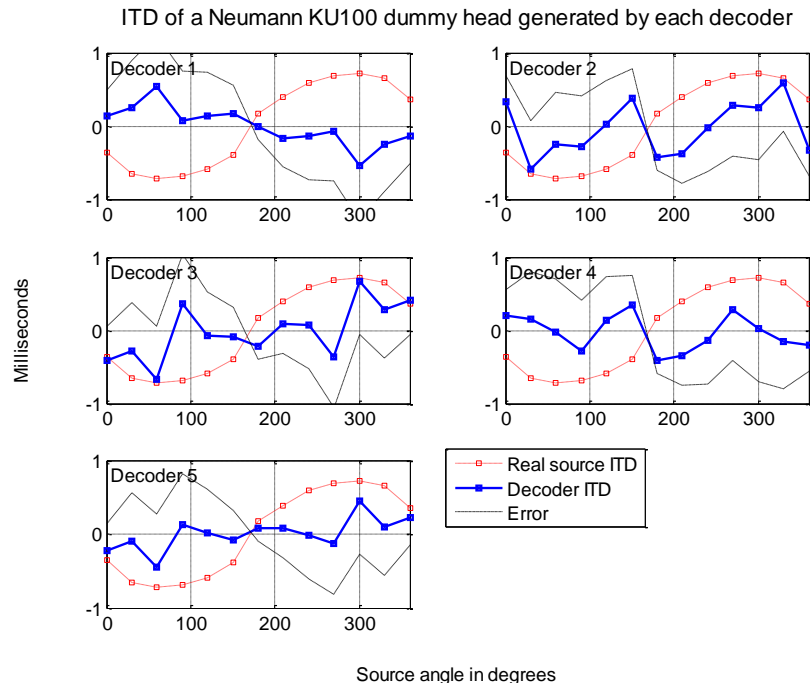 ITD of a Neumann KU100 dummy head generated by each decoder
Decoder 1
1
0
-1
0 100 200 300
Decoder 2
1
0
-1
0 100 200 300
Milliseconds
Decoder 3
1
0
-1
0 100 200 300
Decoder 4
1
0
-1
0 100 200 300
Decoder 5
1
0
-1
0 100 200 300
Real source ITD
Decoder ITD
Error
Source angle in degrees